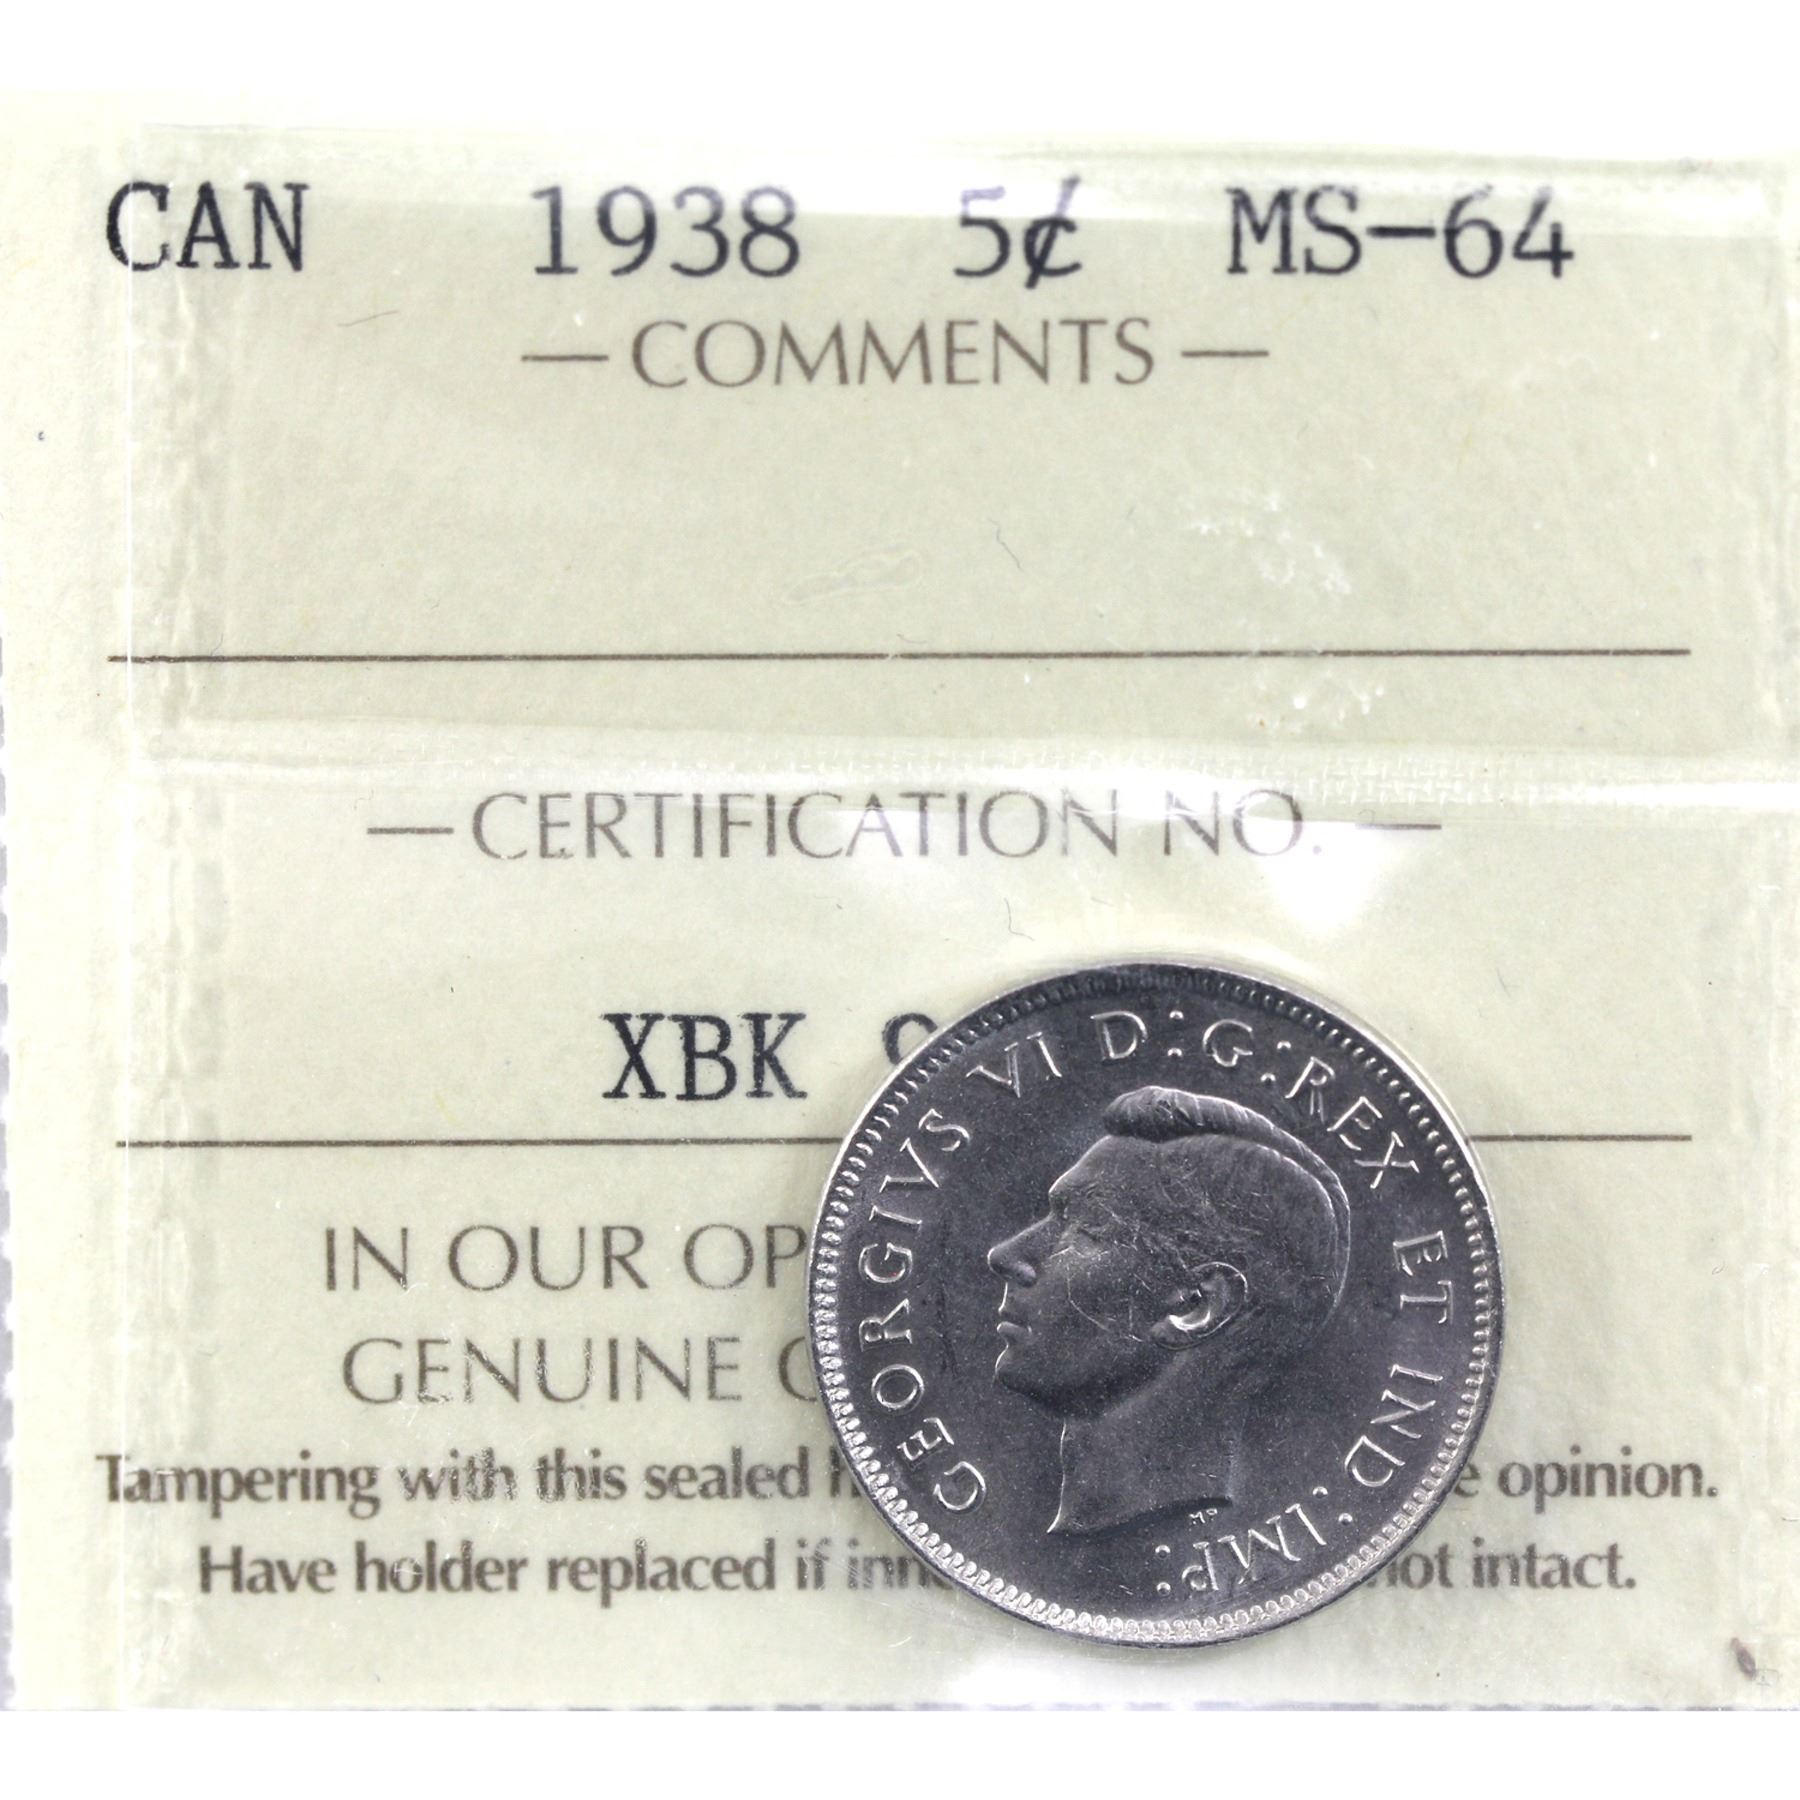 CAN 1938 5¢ MS-64
— COMMENTS —
— CERTIFICATION NO. —
XBK
IN OUR
GENUINE
Tampering with this sealed opinion.
Have holder replaced if not intact.
GEORGIVS VI D:G:REX ET IND:IMP:
HP